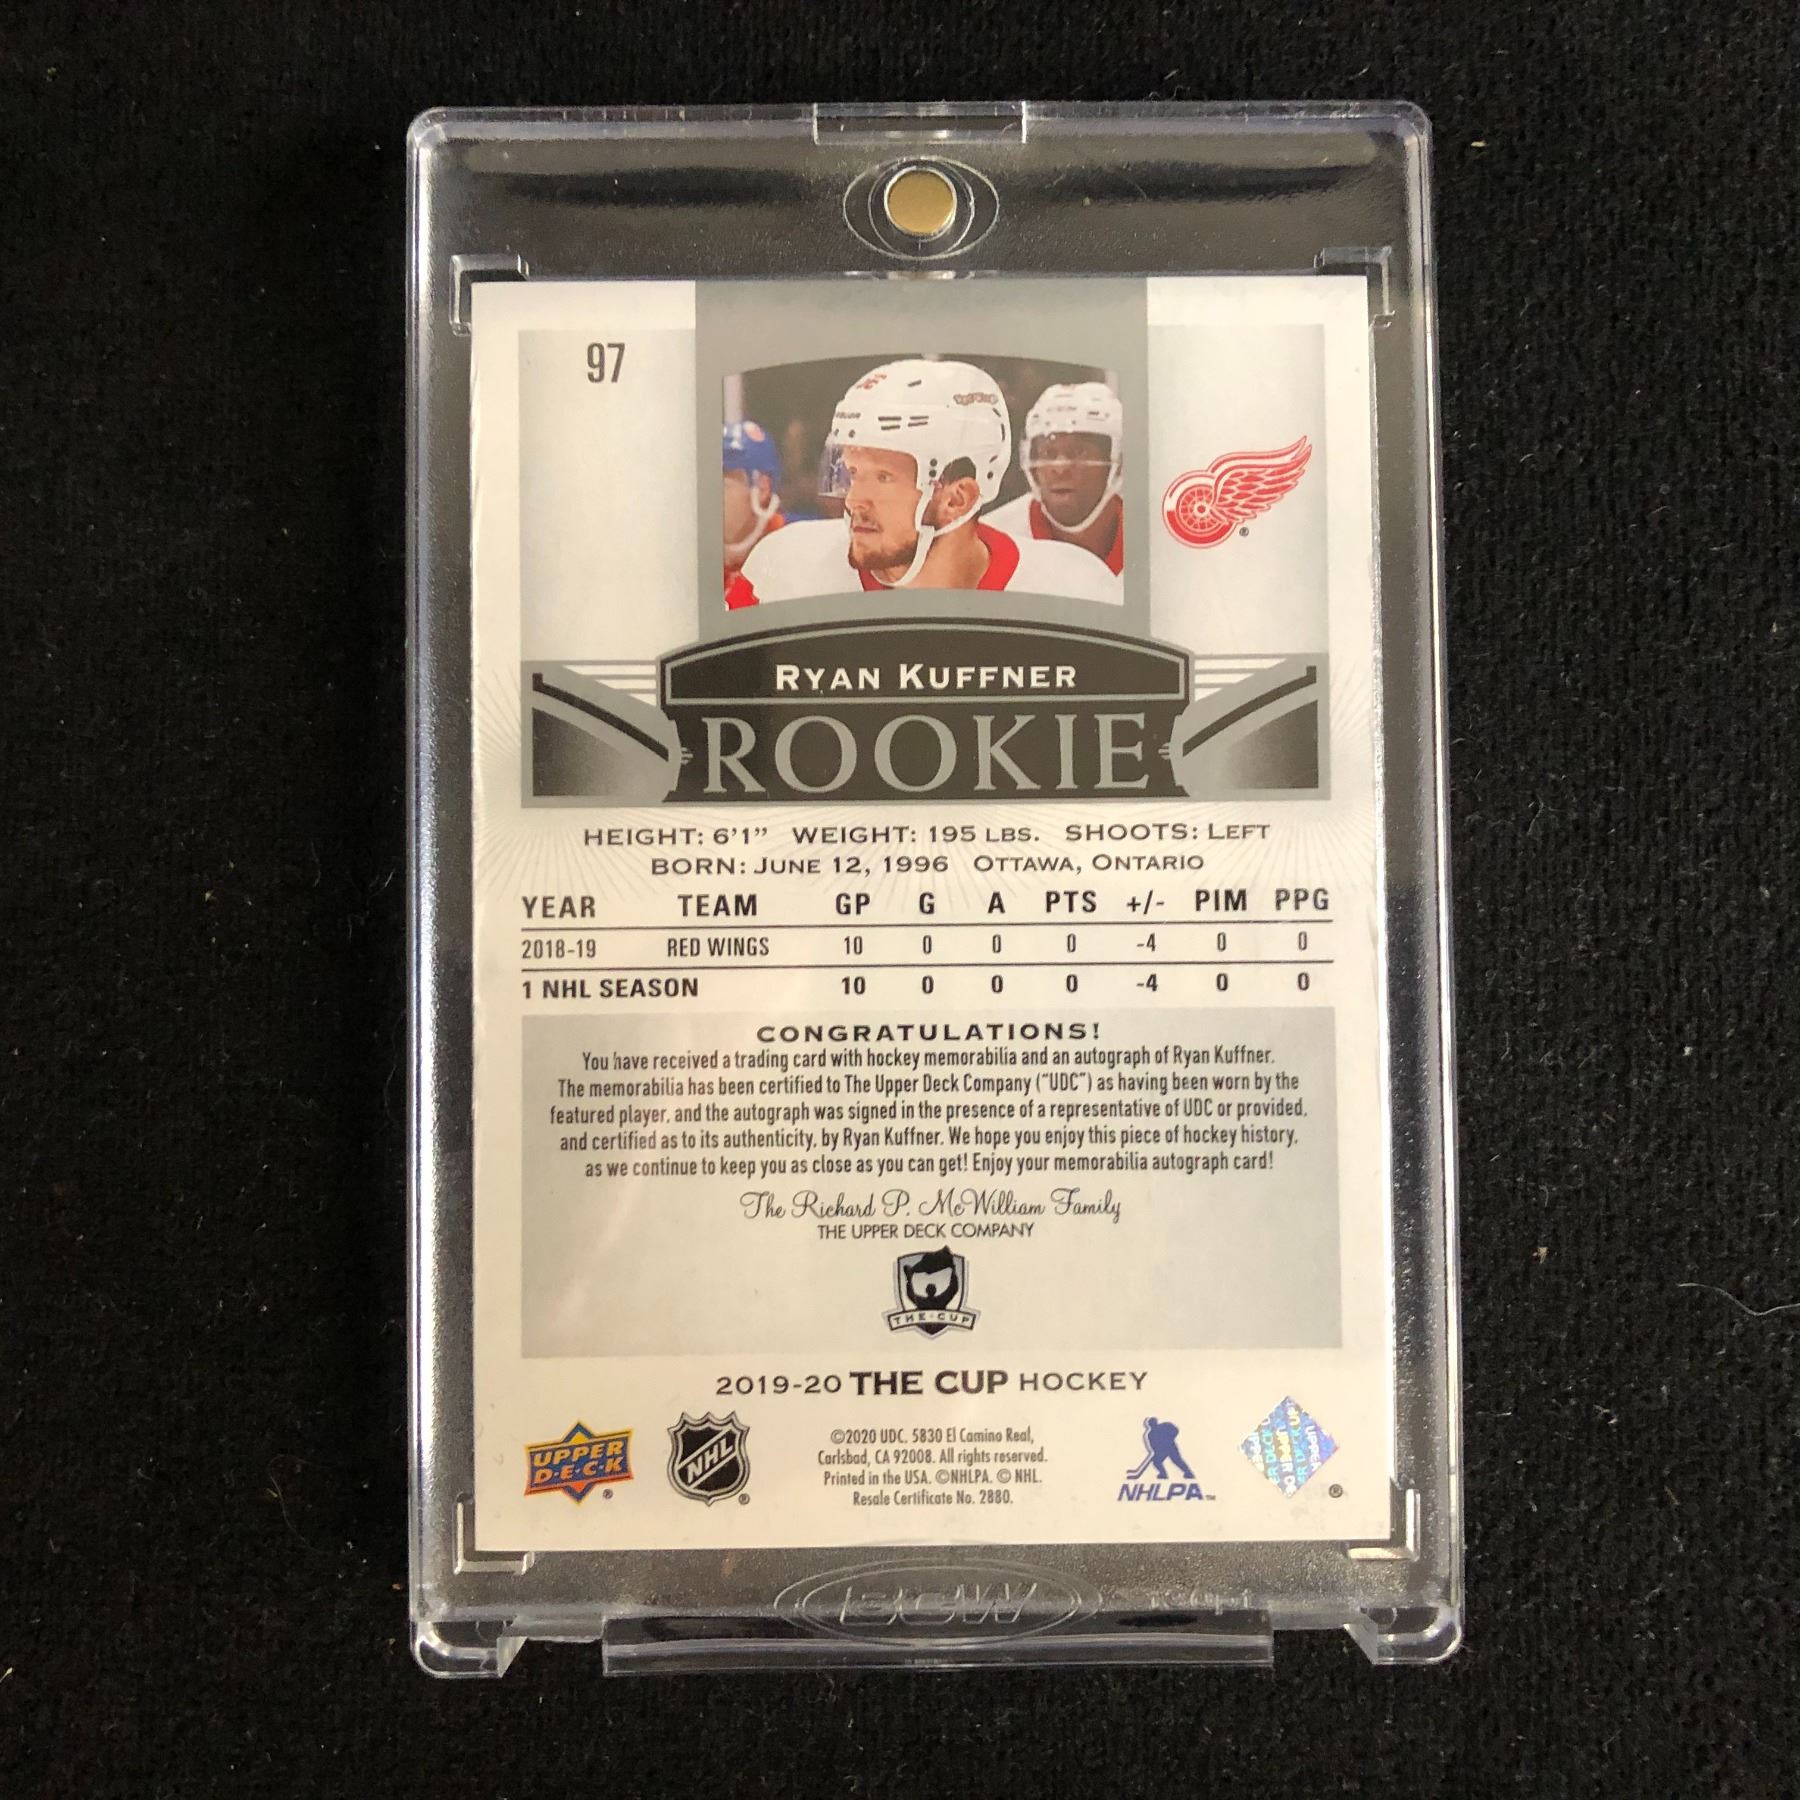 97
RYAN KUFFNER
ROOKIE
HEIGHT: 6'1" WEIGHT: 195 LBS. SHOOTS: LEFT
BORN: JUNE 12, 1996 OTTAWA, ONTARIO
YEAR TEAM GP G A PTS +/- PIM PPG
2018-19 RED WINGS 10 0 0 0 -4 0 0
1 NHL SEASON 10 0 0 0 -4 0 0
CONGRATULATIONS!
You have received a trading card with hockey memorabilia and an autograph of Ryan Kuffner.
The memorabilia has been certified to The Upper Deck Company ("UDC") as having been worn by the
featured player, and the autograph was signed in the presence of a representative of UDC or provided,
and certified as to its authenticity, by Ryan Kuffner. We hope you enjoy this piece of hockey history,
as we continue to keep you as close as you can get! Enjoy your memorabilia autograph card!
The Richard P. McWilliam Family
THE UPPER DECK COMPANY
THE·CUP
2019-20 THE CUP HOCKEY
UPPER
D·E·C·K
®
NHL
®
©2020 UDC. 5830 El Camino Real,
Carlsbad, CA 92008. All rights reserved.
Printed in the USA. ©NHLPA. © NHL.
Resale Certificate No. 2880.
NHLPA™
®
BCW